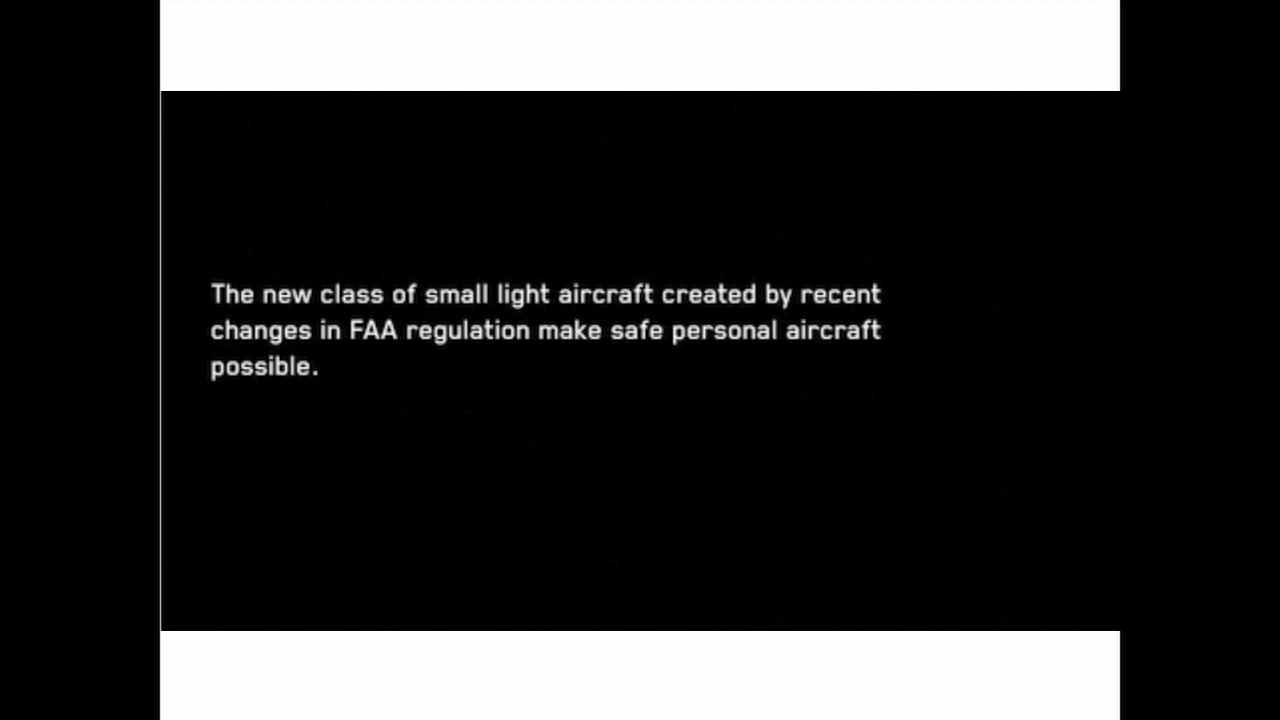 The new class of small light aircraft created by recent
changes in FAA regulation make safe personal aircraft
possible.